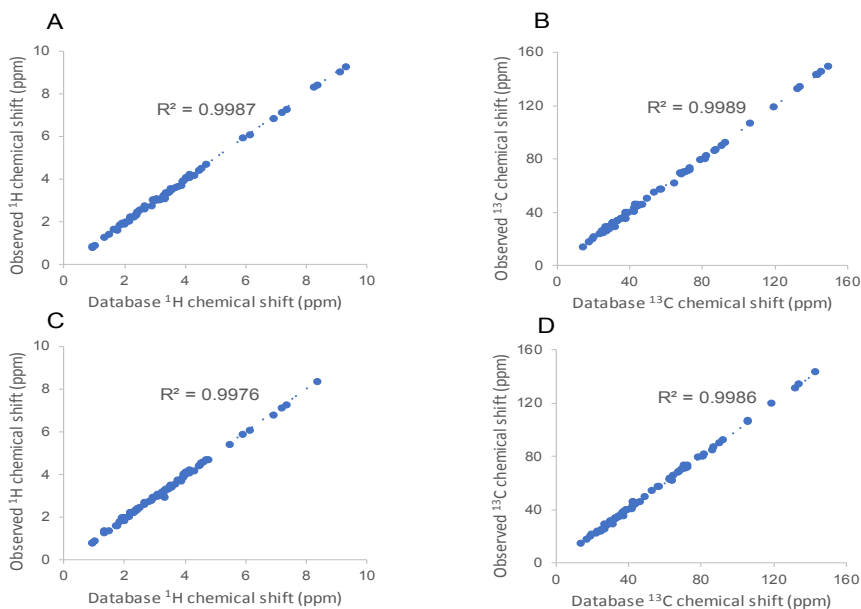 A
10
8
6
4
2
0
0 2 4 6 8 10
R² = 0.9987
Observed ¹H chemical shift (ppm)
Database ¹H chemical shift (ppm)
B
160
120
80
40
0
0 40 80 120 160
R² = 0.9989
Observed ¹³C chemical shift (ppm)
Database ¹³C chemical shift (ppm)
C
10
8
6
4
2
0
0 2 4 6 8 10
R² = 0.9976
Observed ¹H chemical shift (ppm)
Database ¹H chemical shift (ppm)
D
160
120
80
40
0
0 40 80 120 160
R² = 0.9986
Observed ¹³C chemical shift (ppm)
Database ¹³C chemical shift (ppm)